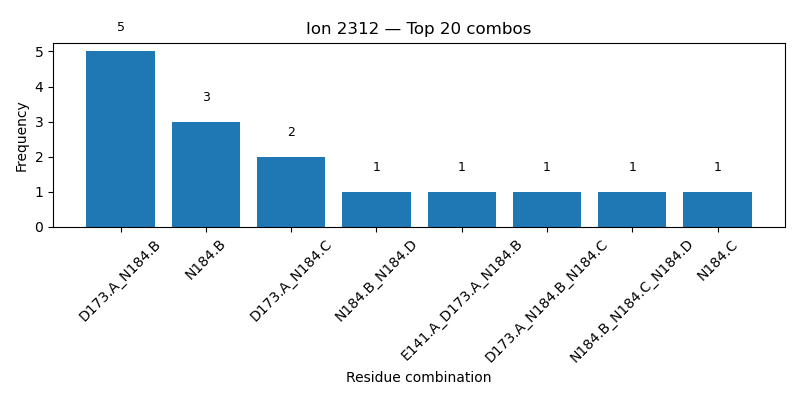 Ion 2312 — Top 20 combos
Frequency
5
4
3
2
1
0
5
3
2
1
1
1
1
1
D173.A_N184.B
N184.B
D173.A_N184.C
N184.B_N184.D
E141.A_D173.A_N184.B
D173.A_N184.B_N184.C
N184.B_N184.C_N184.D
N184.C
Residue combination